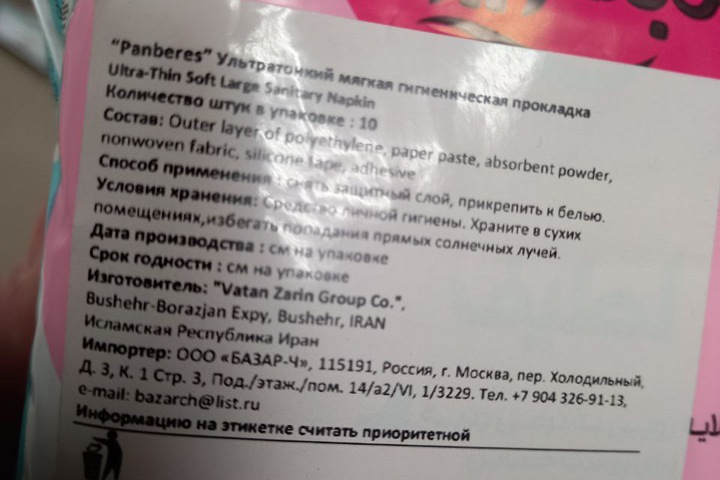 “Panberes” Ультратонкий мягкая гигиеническая прокладка
Ultra-Thin Soft Large Sanitary Napkin
Количество штук в упаковке : 10
Состав: Outer layer of polyethylene, paper paste, absorbent powder,
nonwoven fabric, silicone tape, adhesive
Способ применения : снять защитный слой, прикрепить к белью.
Условия хранения: Средство личной гигиены. Храните в сухих
помещениях,избегать попадания прямых солнечных лучей.
Дата производства : см на упаковке
Срок годности : см на упаковке
Изготовитель: "Vatan Zarin Group Co.",
Bushehr-Borazjan Expy, Bushehr, IRAN
Исламская Республика Иран
Импортер: ООО «БАЗАР-Ч», 115191, Россия, г. Москва, пер. Холодильный,
Д. 3, К. 1 Стр. 3, Под./этаж./пом. 14/а2/VI, 1/3229. Тел. +7 904 326-91-13,
e-mail: bazarch@list.ru
Информацию на этикетке считать приоритетной